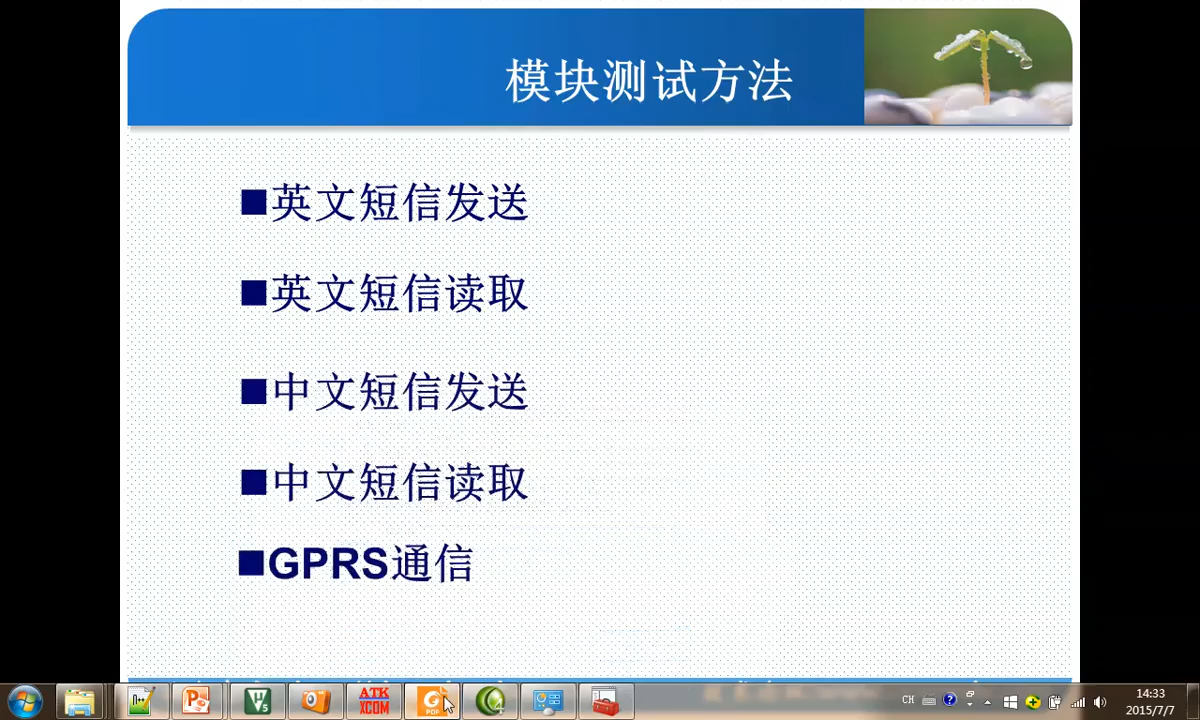 模块测试方法
■英文短信发送
■英文短信读取
■中文短信发送
■中文短信读取
■GPRS通信
ATK
XCOM
CH
14:33
2015/7/7